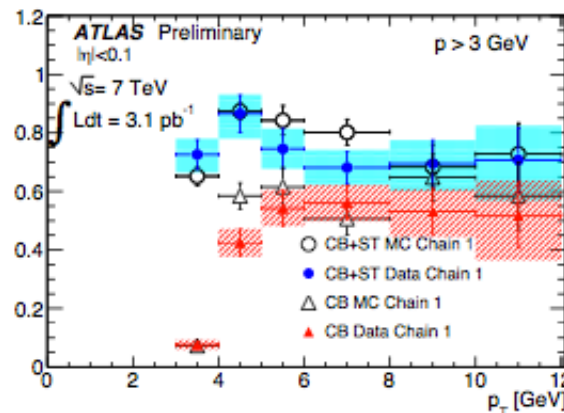 ATLAS Preliminary
|η|<0.1
p > 3 GeV
√s= 7 TeV
∫ Ldt = 3.1 pb⁻¹
1.2
1
0.8
0.6
0.4
0.2
0
CB+ST MC Chain 1
CB+ST Data Chain 1
CB MC Chain 1
CB Data Chain 1
0 2 4 6 8 10 12
p_T [GeV]